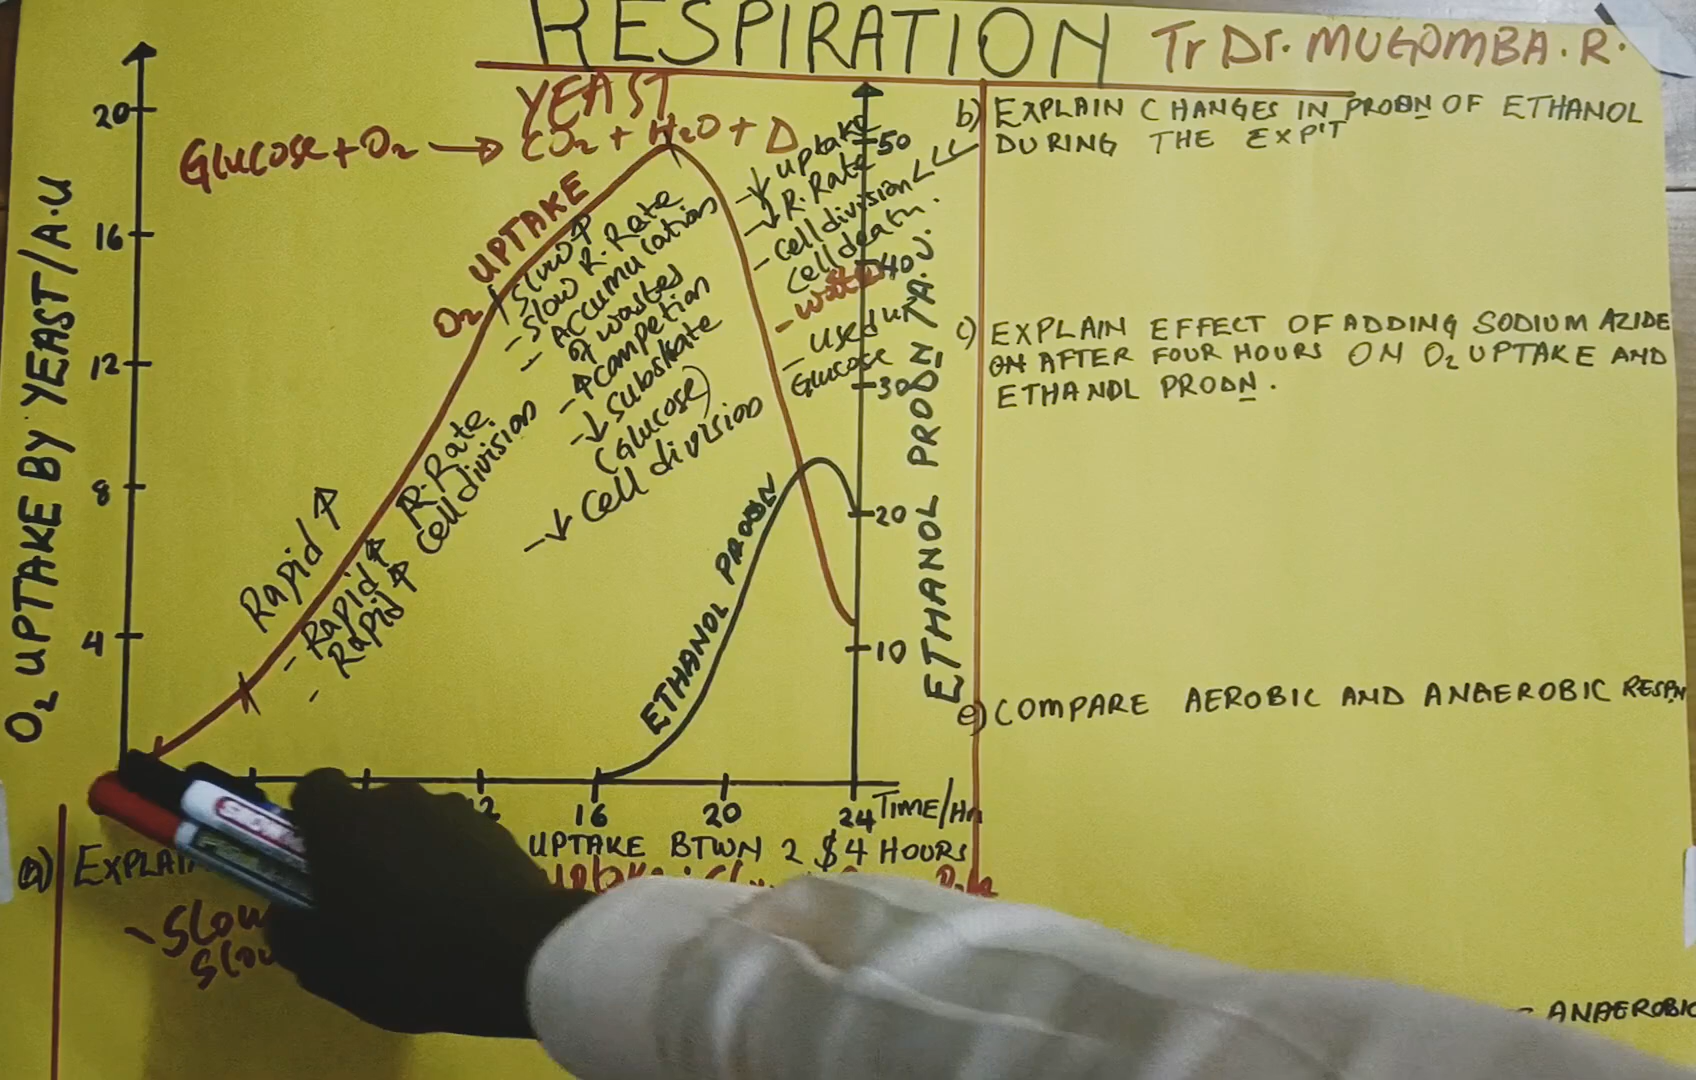 RESPIRATION Tr Dr. MUGOMBA. R.
YEAST
Glucose + O₂ → CO₂ + H₂O + Δ
O₂ UPTAKE BY YEAST/A.U
20
16
12
8
4
O₂ UPTAKE
Rapid ↑
- Rapid ↑ R. Rate
- Rapid ↑ Cell division
Slow ↑
- Slow R. Rate
- Accumulation
of wastes
- ↑ Competion
- ↓ Substrate
(Glucose)
- ↓ Cell division
- ↓ uptake
- ↓ R. Rate
- Cell division
Cell death.
- used up
Glucose
ETHANOL PRODN
50
40
30
20
10
ETHANOL PRODN /A.U.
16 20 24 TIME/Hr
a) EXPLAIN UPTAKE BTWN 2 $ 4 HOURS
- Slow
Slow
b) EXPLAIN CHANGES IN PRODN OF ETHANOL
DURING THE EXP'T
c) EXPLAIN EFFECT OF ADDING SODIUM AZIDE
AFTER FOUR HOURS ON O₂ UPTAKE AND
ETHANOL PRODN.
e) COMPARE AEROBIC AND ANAEROBIC RESPN
ANAEROBIC